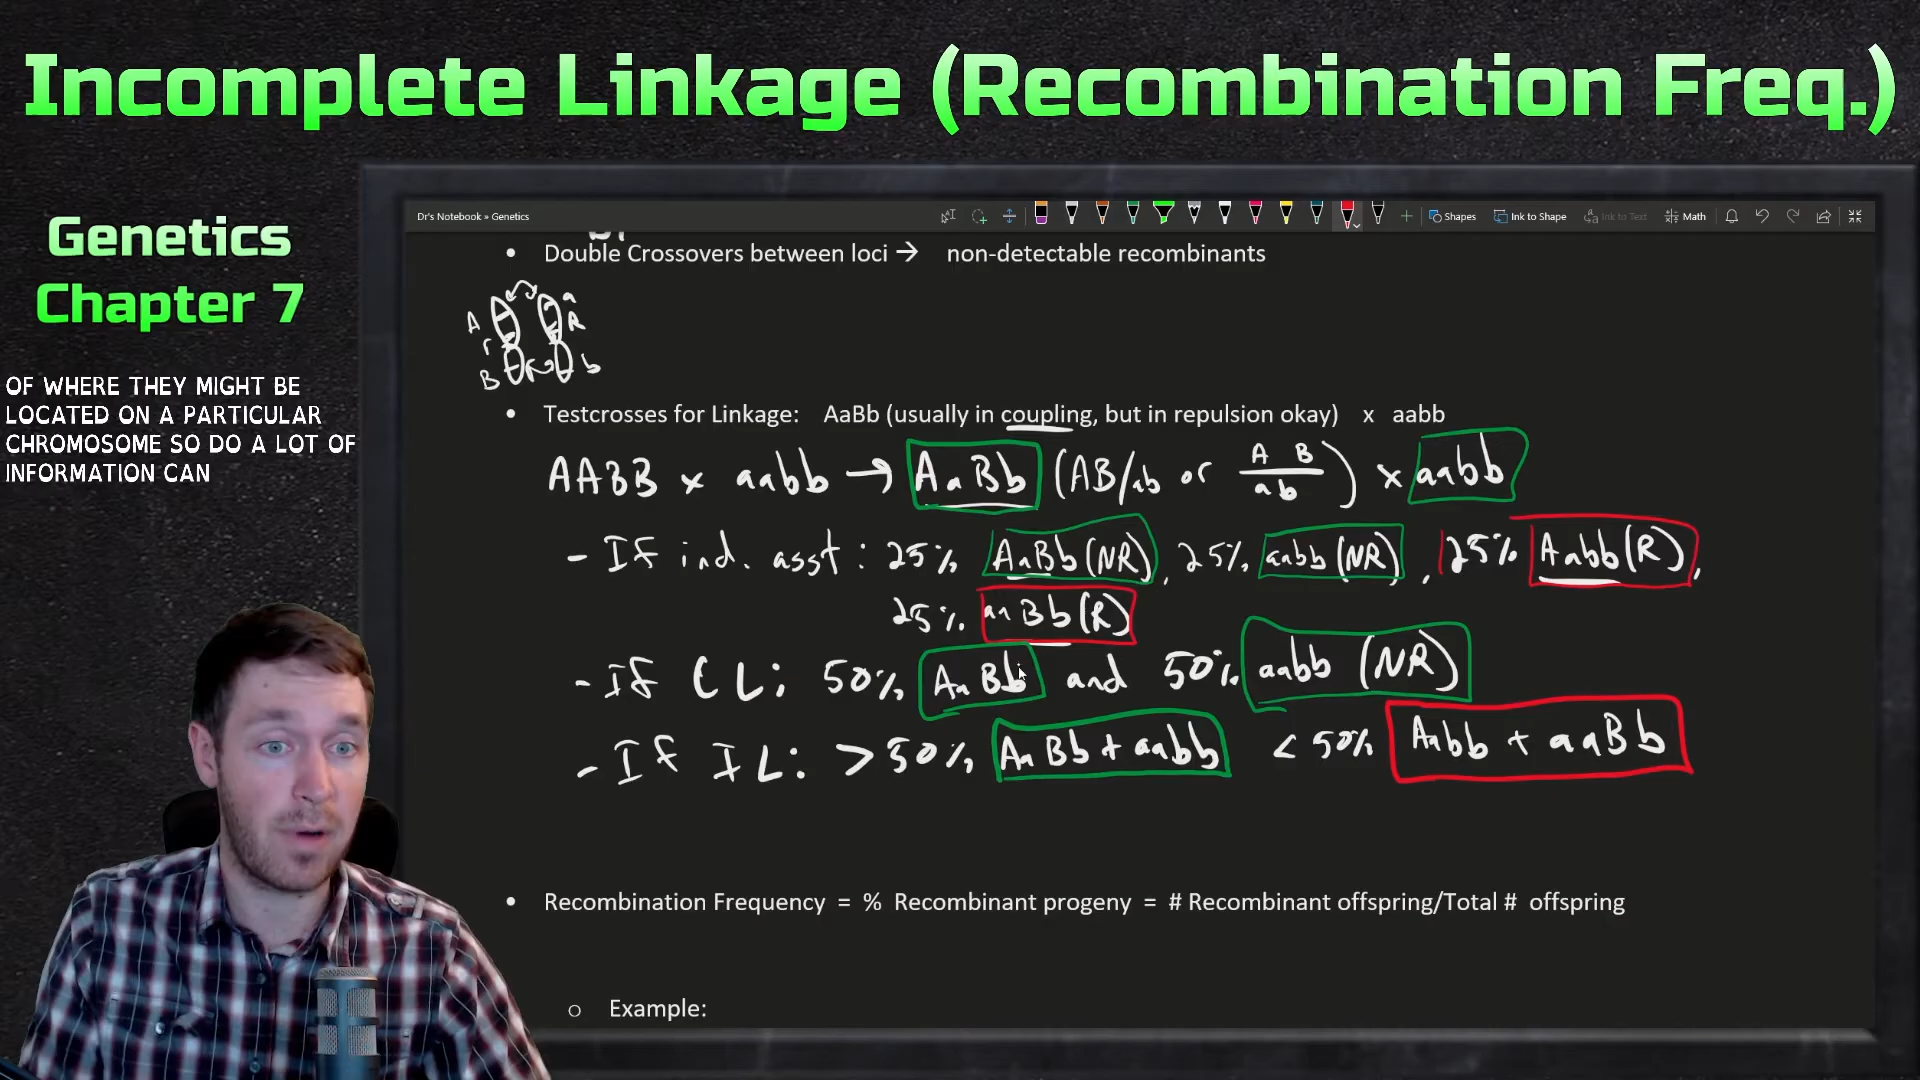 Incomplete Linkage (Recombination Freq.)
Genetics
Chapter 7
OF WHERE THEY MIGHT BE
LOCATED ON A PARTICULAR
CHROMOSOME SO DO A LOT OF
INFORMATION CAN
Dr's Notebook » Genetics
Shapes
Ink to Shape
Ink to Text
Math
• Double Crossovers between loci → non-detectable recombinants
A a
r R
B b
• Testcrosses for Linkage: AaBb (usually in coupling, but in repulsion okay) x aabb
AABB x aabb → AaBb (AB/ab or A B / a b) x aabb
- If ind. asst: 25% AaBb (NR), 25% aabb (NR), 25% Aabb (R),
25% aaBb (R)
- If CL: 50% AaBb and 50% aabb (NR)
- If IL: >50% AaBb + aabb <50% Aabb + aaBb
• Recombination Frequency = % Recombinant progeny = # Recombinant offspring/Total # offspring
o Example: